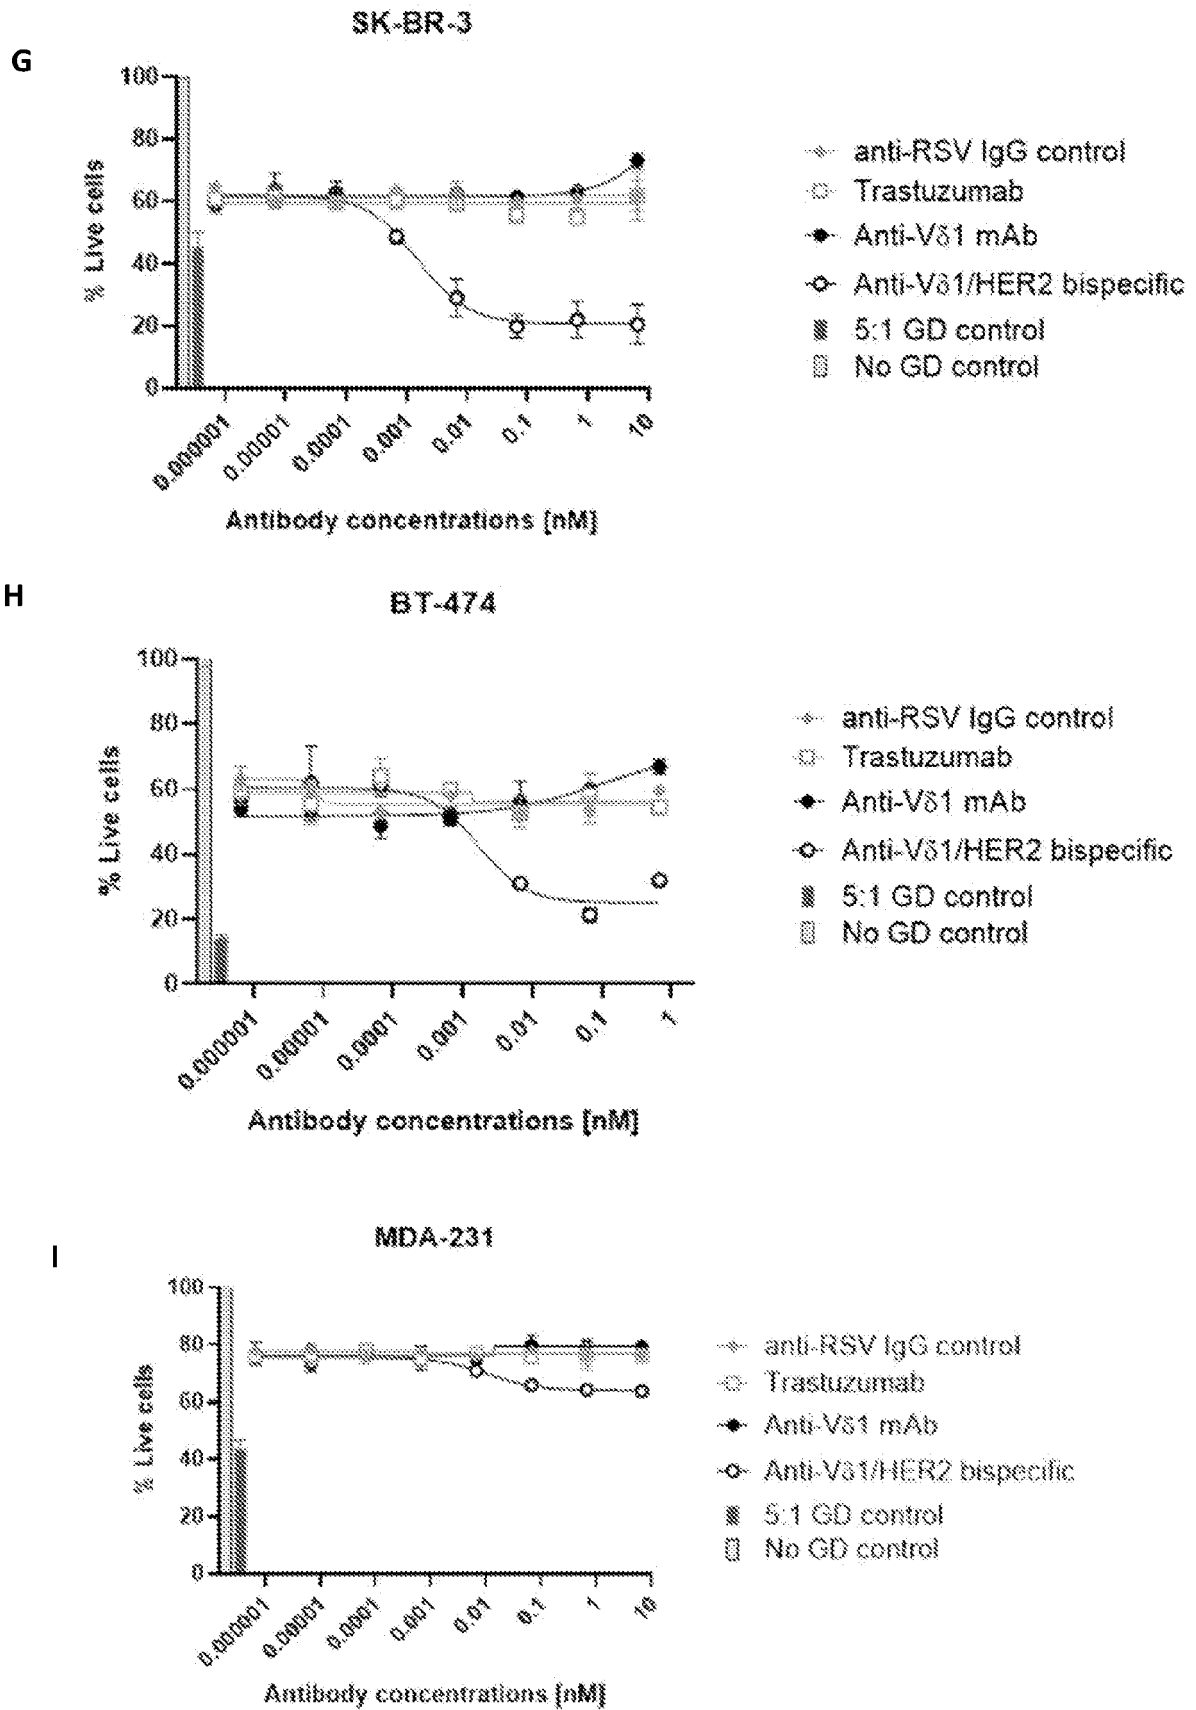 SK-BR-3
G
100
80
60
40
20
0
% Live cells
0.000001
0.00001
0.0001
0.001
0.01
0.1
1
10
Antibody concentrations [nM]
anti-RSV IgG control
Trastuzumab
Anti-Vδ1 mAb
Anti-Vδ1/HER2 bispecific
5:1 GD control
No GD control
H
BT-474
100
80
60
40
20
0
% Live cells
0.000001
0.00001
0.0001
0.001
0.01
0.1
1
Antibody concentrations [nM]
anti-RSV IgG control
Trastuzumab
Anti-Vδ1 mAb
Anti-Vδ1/HER2 bispecific
5:1 GD control
No GD control
I
MDA-231
100
80
60
40
20
0
% Live cells
0.000001
0.00001
0.0001
0.001
0.01
0.1
1
10
Antibody concentrations [nM]
anti-RSV IgG control
Trastuzumab
Anti-Vδ1 mAb
Anti-Vδ1/HER2 bispecific
5:1 GD control
No GD control